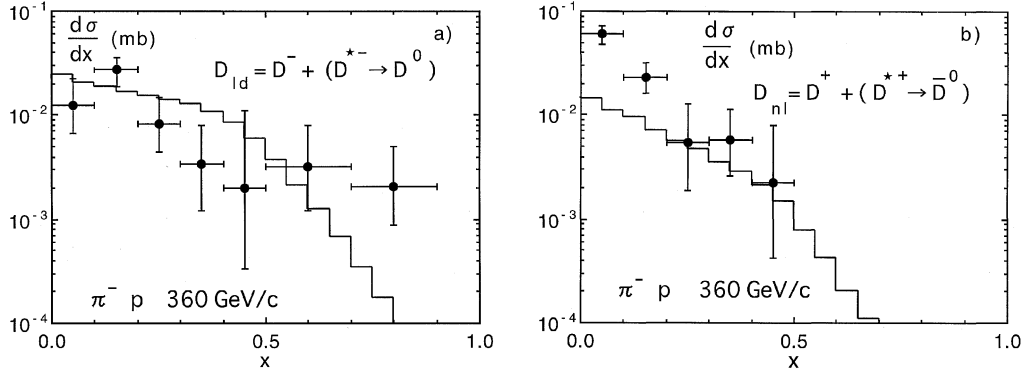 10⁻¹
dσ
dx (mb)
a)
D_ld = D⁻ + (D*⁻ → D⁰)
10⁻²
10⁻³
π⁻ p 360 GeV/c
10⁻⁴
0.0 0.5 1.0
x
10⁻¹
dσ
dx (mb)
b)
D_nl = D⁺ + (D*⁺ → D̄⁰)
10⁻²
10⁻³
π⁻ p 360 GeV/c
10⁻⁴
0.0 0.5 1.0
x